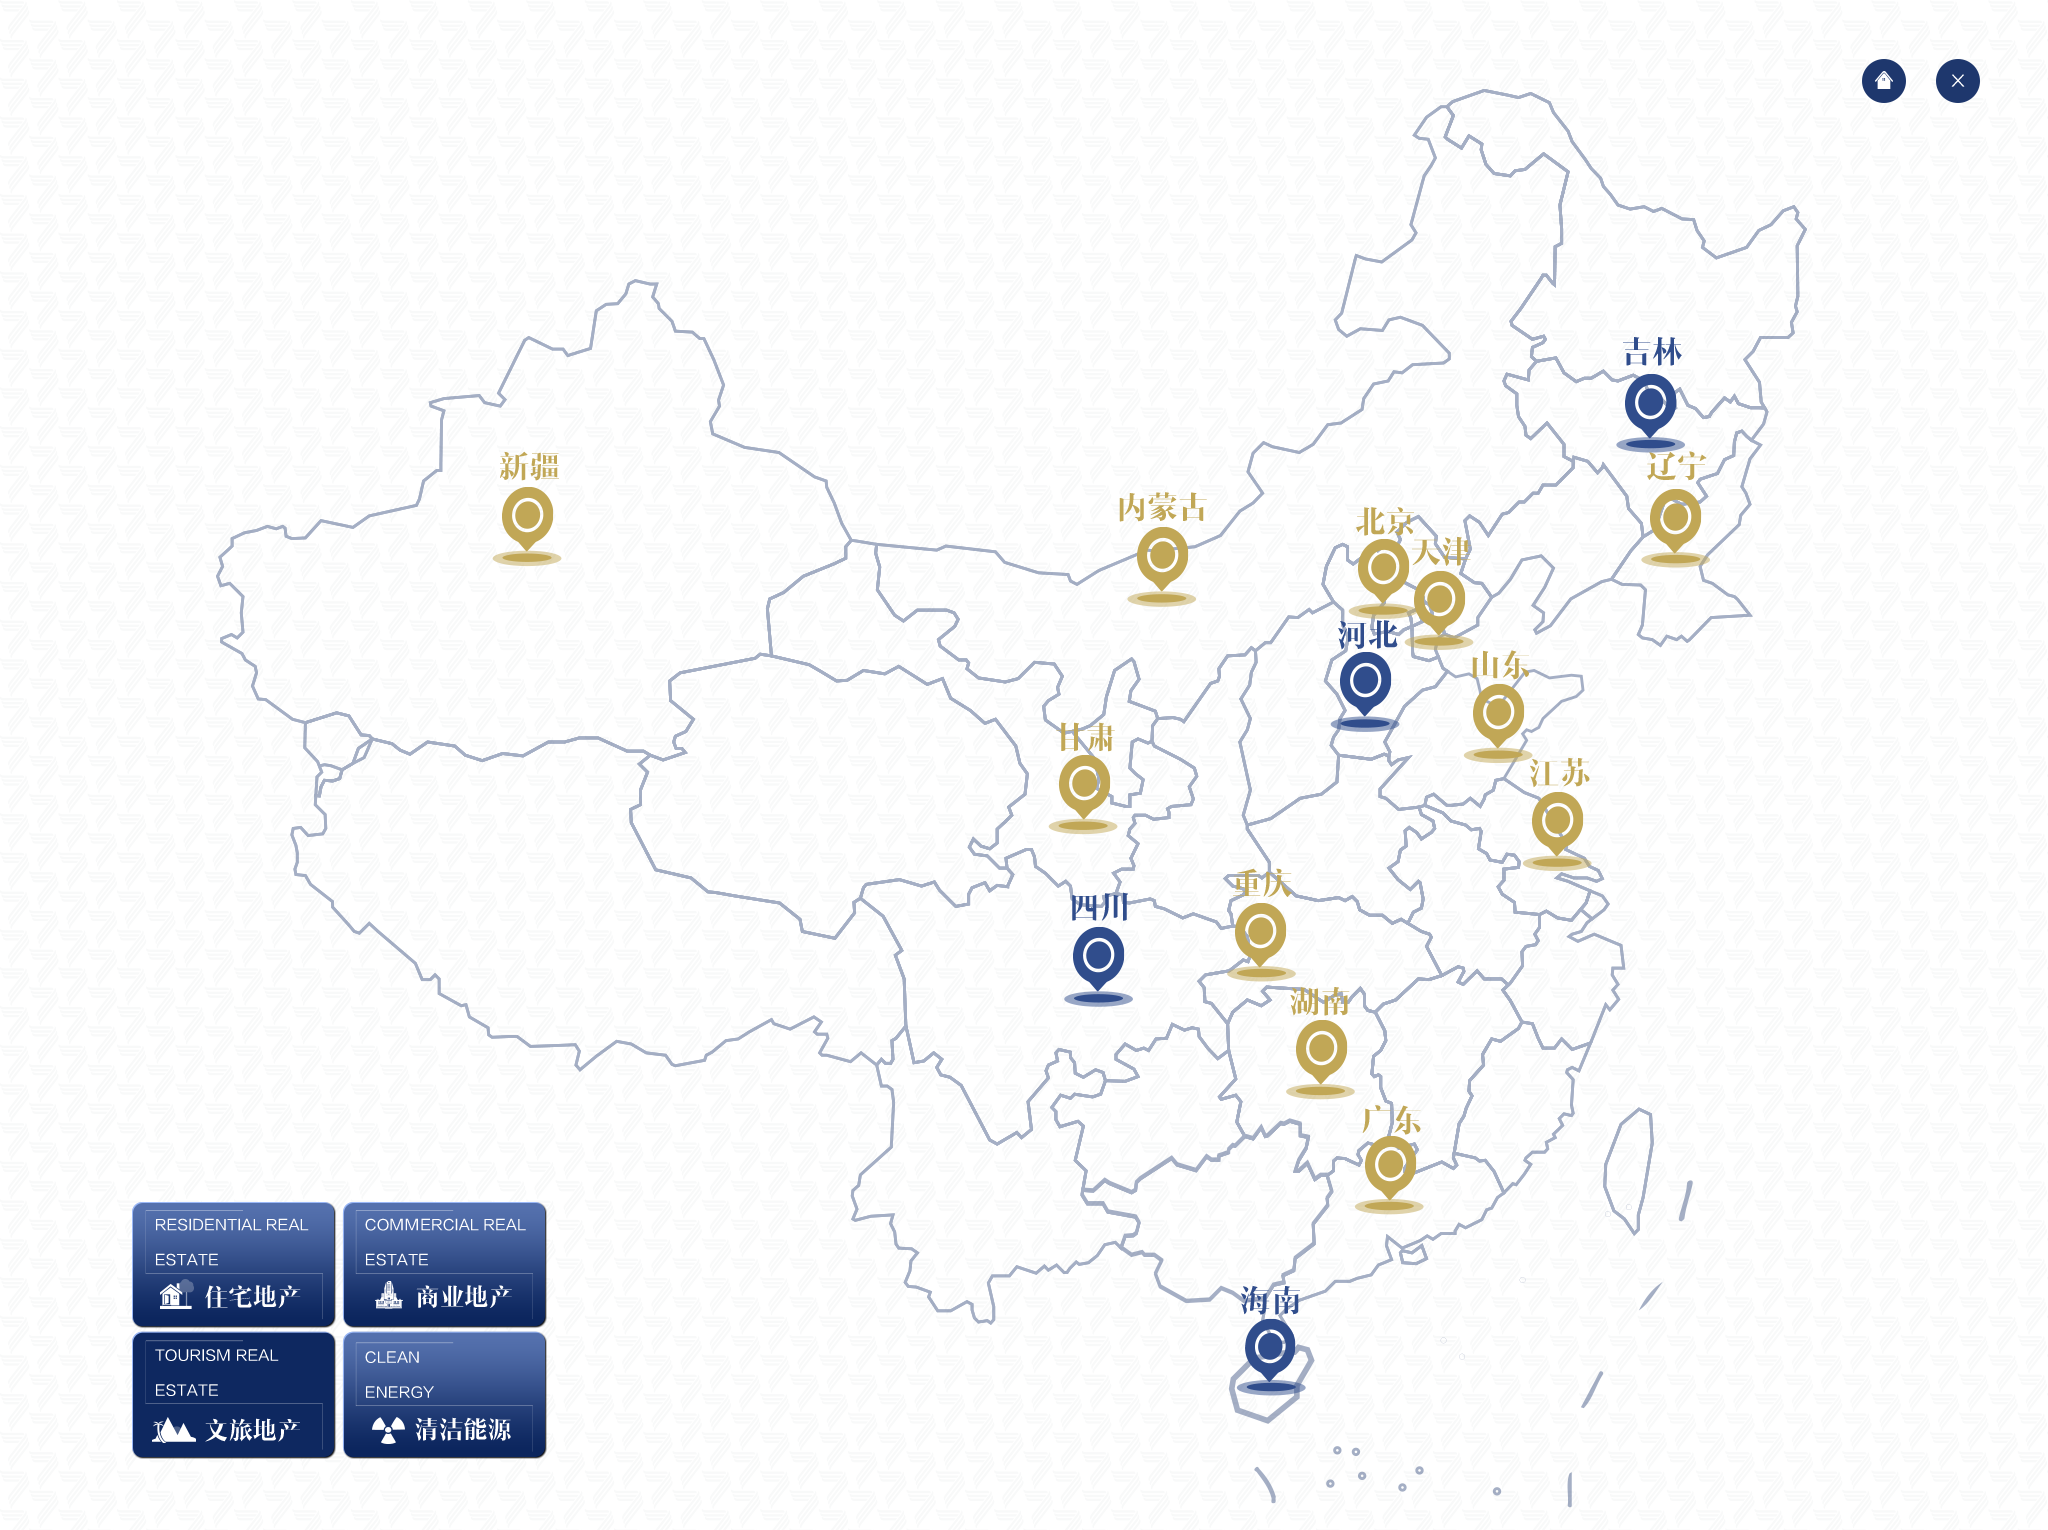 吉林
新疆
辽宁
内蒙古
北京
天津
河北
山东
甘肃
江苏
重庆
四川
湖南
广东
海南
RESIDENTIAL REAL
ESTATE
住宅地产
COMMERCIAL REAL
ESTATE
商业地产
TOURISM REAL
ESTATE
文旅地产
CLEAN
ENERGY
清洁能源